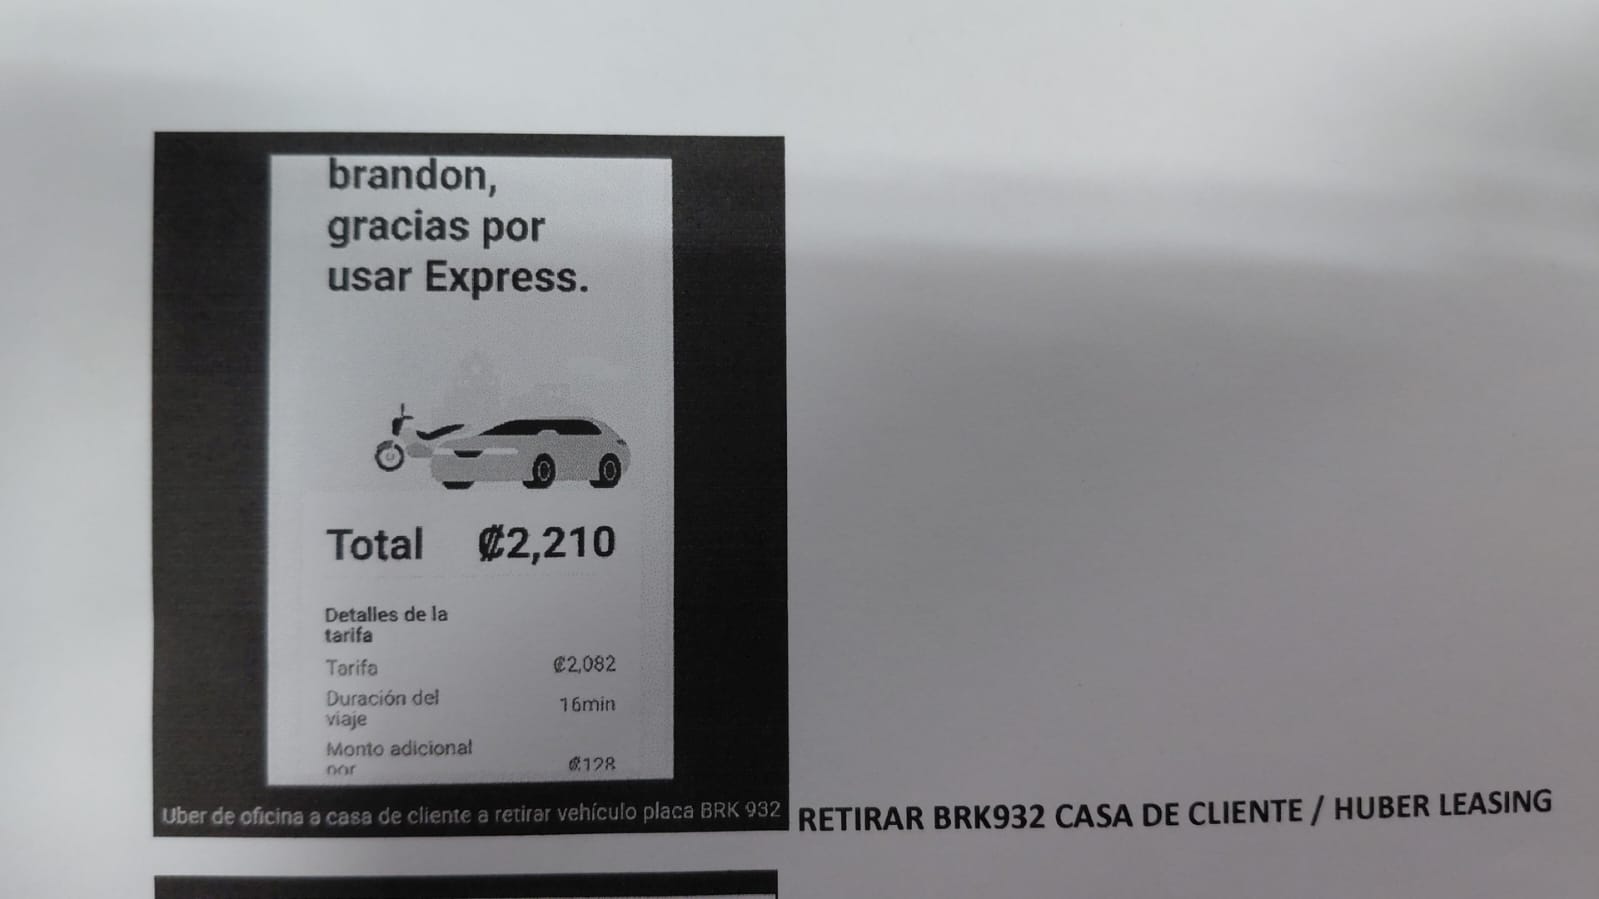 brandon,
gracias por
usar Express.
Total ₡2,210
Detalles de la
tarifa
Tarifa ₡2,082
Duración del
viaje 16min
Monto adicional
por ₡128
Uber de oficina a casa de cliente a retirar vehículo placa BRK 932
RETIRAR BRK932 CASA DE CLIENTE / HUBER LEASING